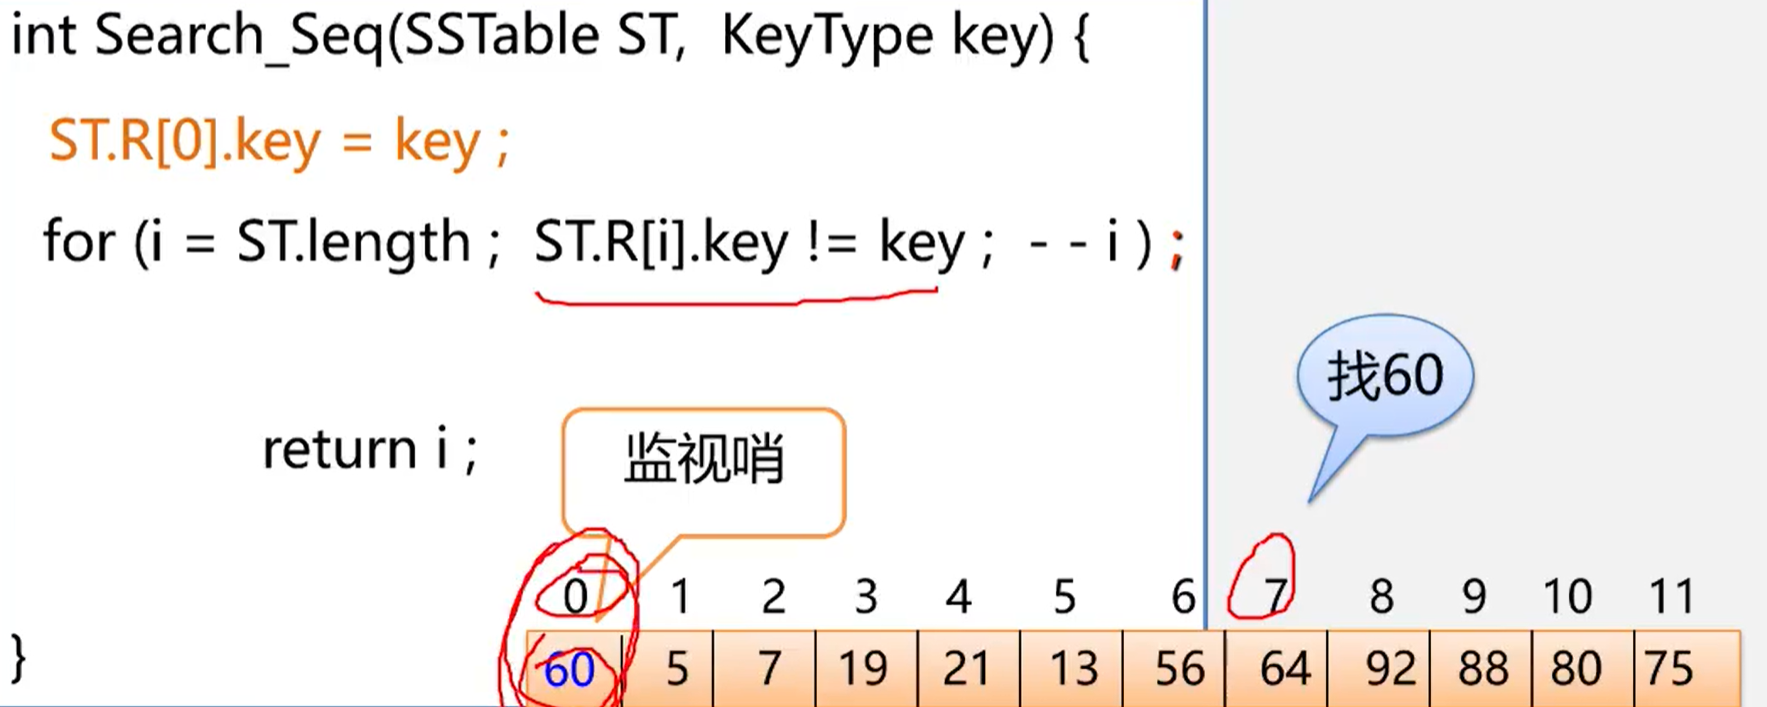 int Search_Seq(SSTable ST, KeyType key) {
ST.R[0].key = key ;
for (i = ST.length ; ST.R[i].key != key ; - - i ) ;
找60
return i ;
监视哨
0 1 2 3 4 5 6 7 8 9 10 11
}
60 5 7 19 21 13 56 64 92 88 80 75